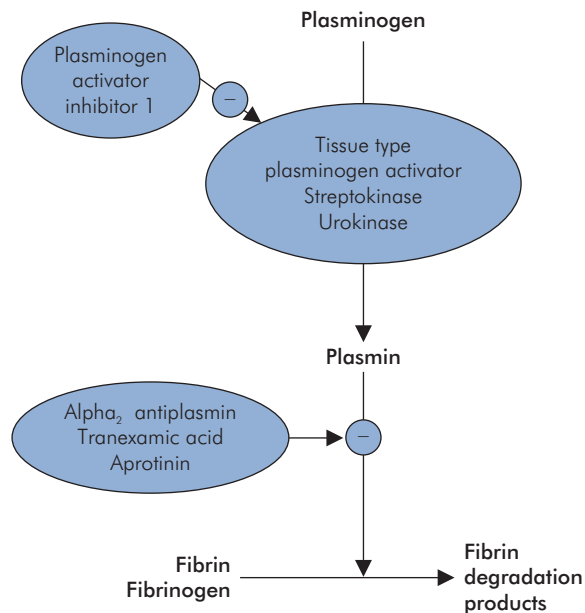 Plasminogen
Plasminogen
activator
inhibitor 1
−
Tissue type
plasminogen activator
Streptokinase
Urokinase
Plasmin
Alpha₂ antiplasmin
Tranexamic acid
Aprotinin
−
Fibrin
Fibrinogen
Fibrin
degradation
products